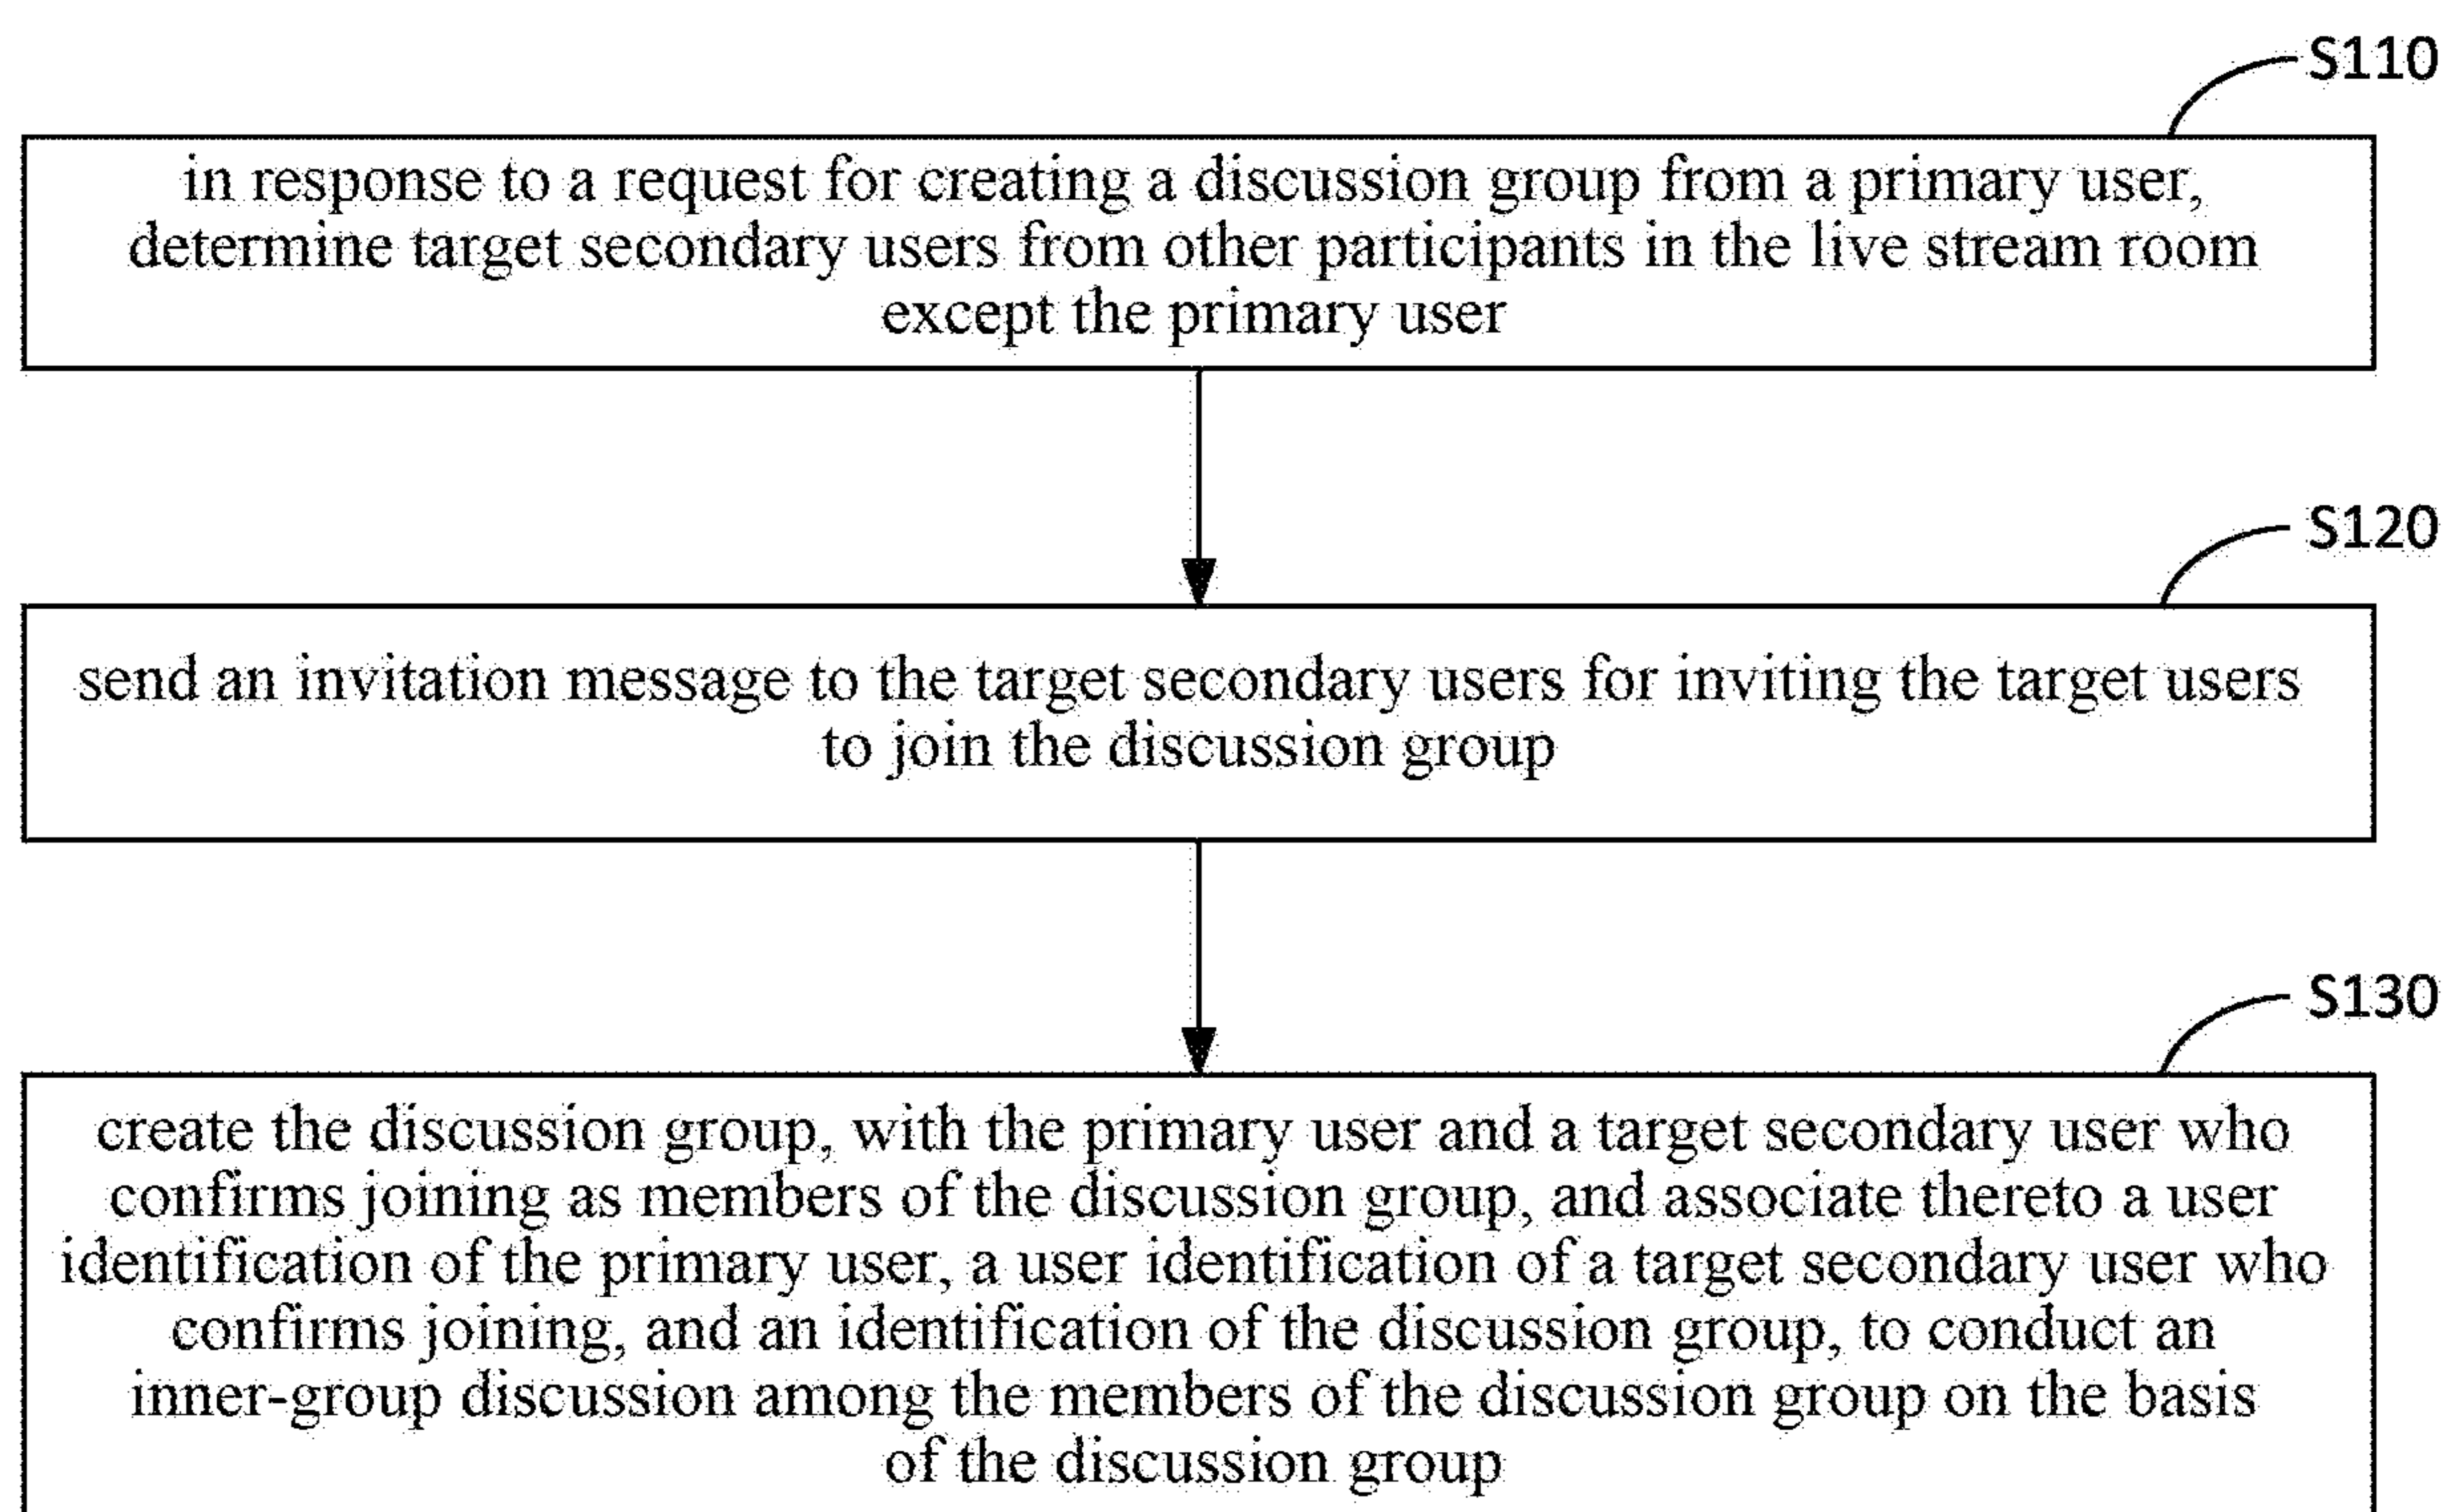 S110
in response to a request for creating a discussion group from a primary user,
determine target secondary users from other participants in the live stream room
except the primary user
S120
send an invitation message to the target secondary users for inviting the target users
to join the discussion group
S130
create the discussion group, with the primary user and a target secondary user who
confirms joining as members of the discussion group, and associate thereto a user
identification of the primary user, a user identification of a target secondary user who
confirms joining, and an identification of the discussion group, to conduct an
inner-group discussion among the members of the discussion group on the basis
of the discussion group